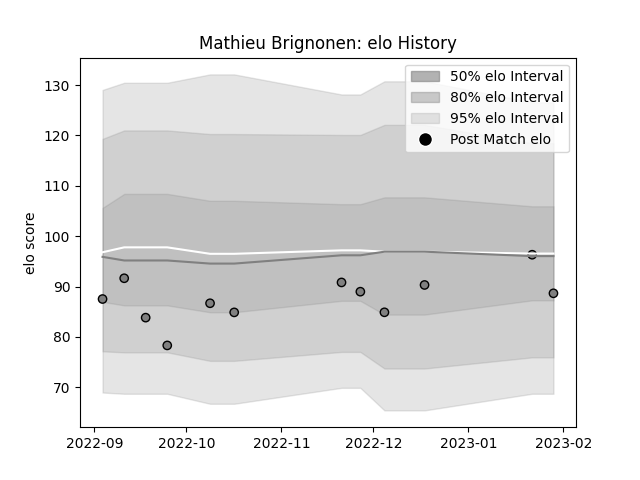 Mathieu Brignonen: elo History
130
120
110
100
90
80
70
elo score
50% elo Interval
80% elo Interval
95% elo Interval
Post Match elo
2022-09
2022-10
2022-11
2022-12
2023-01
2023-02